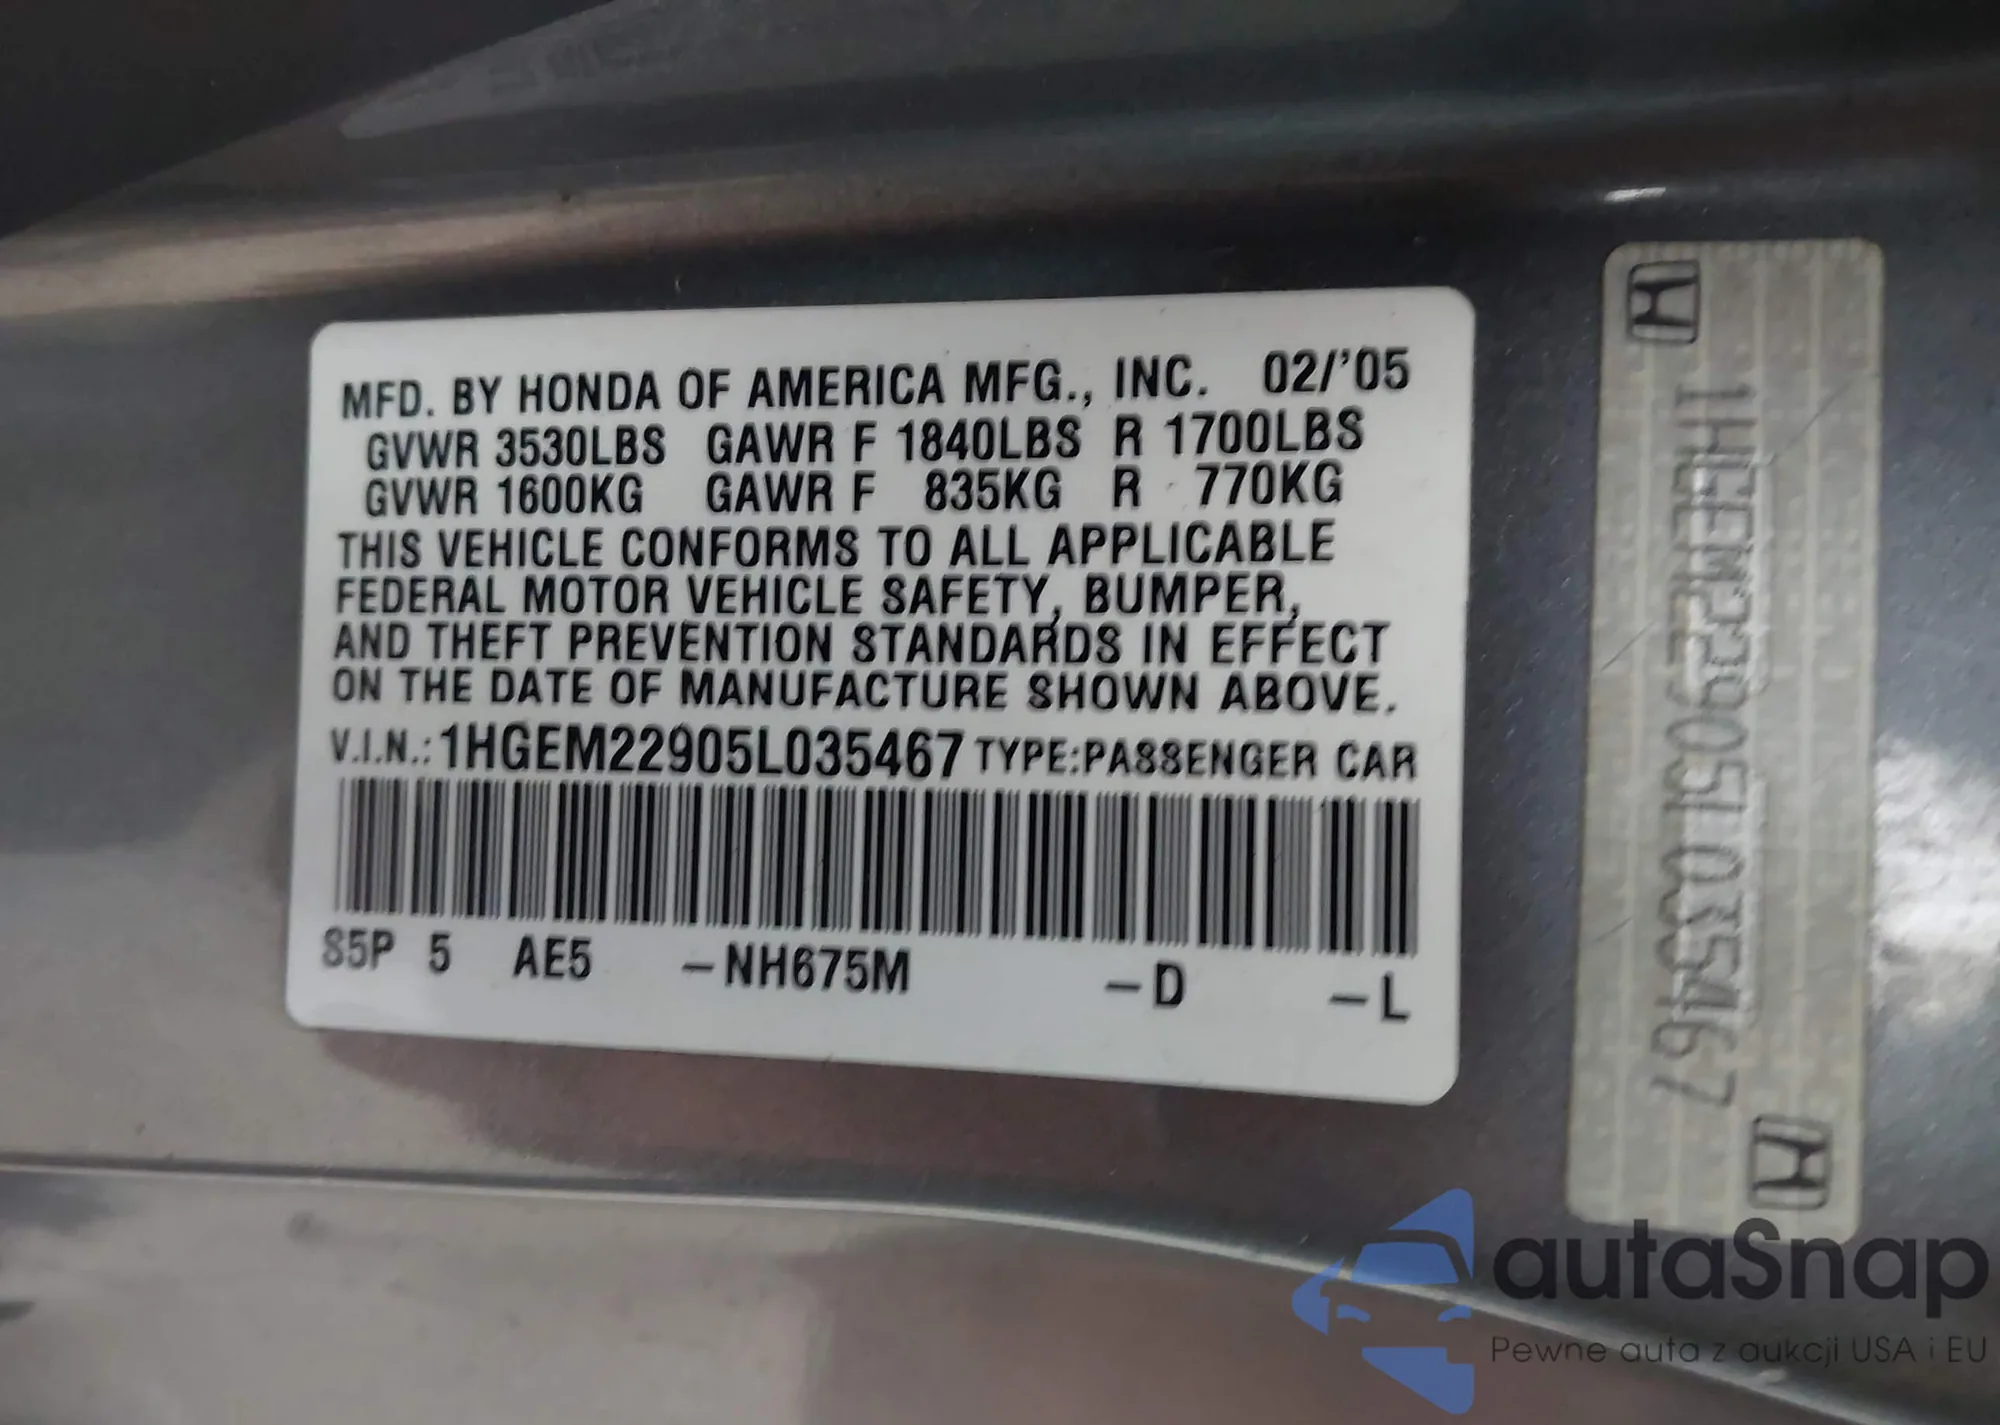 MFD. BY HONDA OF AMERICA MFG., INC. 02/'05
GVWR 3530LBS GAWR F 1840LBS R 1700LBS
GVWR 1600KG GAWR F 835KG R 770KG
THIS VEHICLE CONFORMS TO ALL APPLICABLE
FEDERAL MOTOR VEHICLE SAFETY, BUMPER,
AND THEFT PREVENTION STANDARDS IN EFFECT
ON THE DATE OF MANUFACTURE SHOWN ABOVE.
V.I.N.: 1HGEM22905L035467 TYPE:PASSENGER CAR
S5P 5 AE5 -NH675M -D -L
1HGEM22905L035467
autaSnap
Pewne auta z aukcji USA i EU